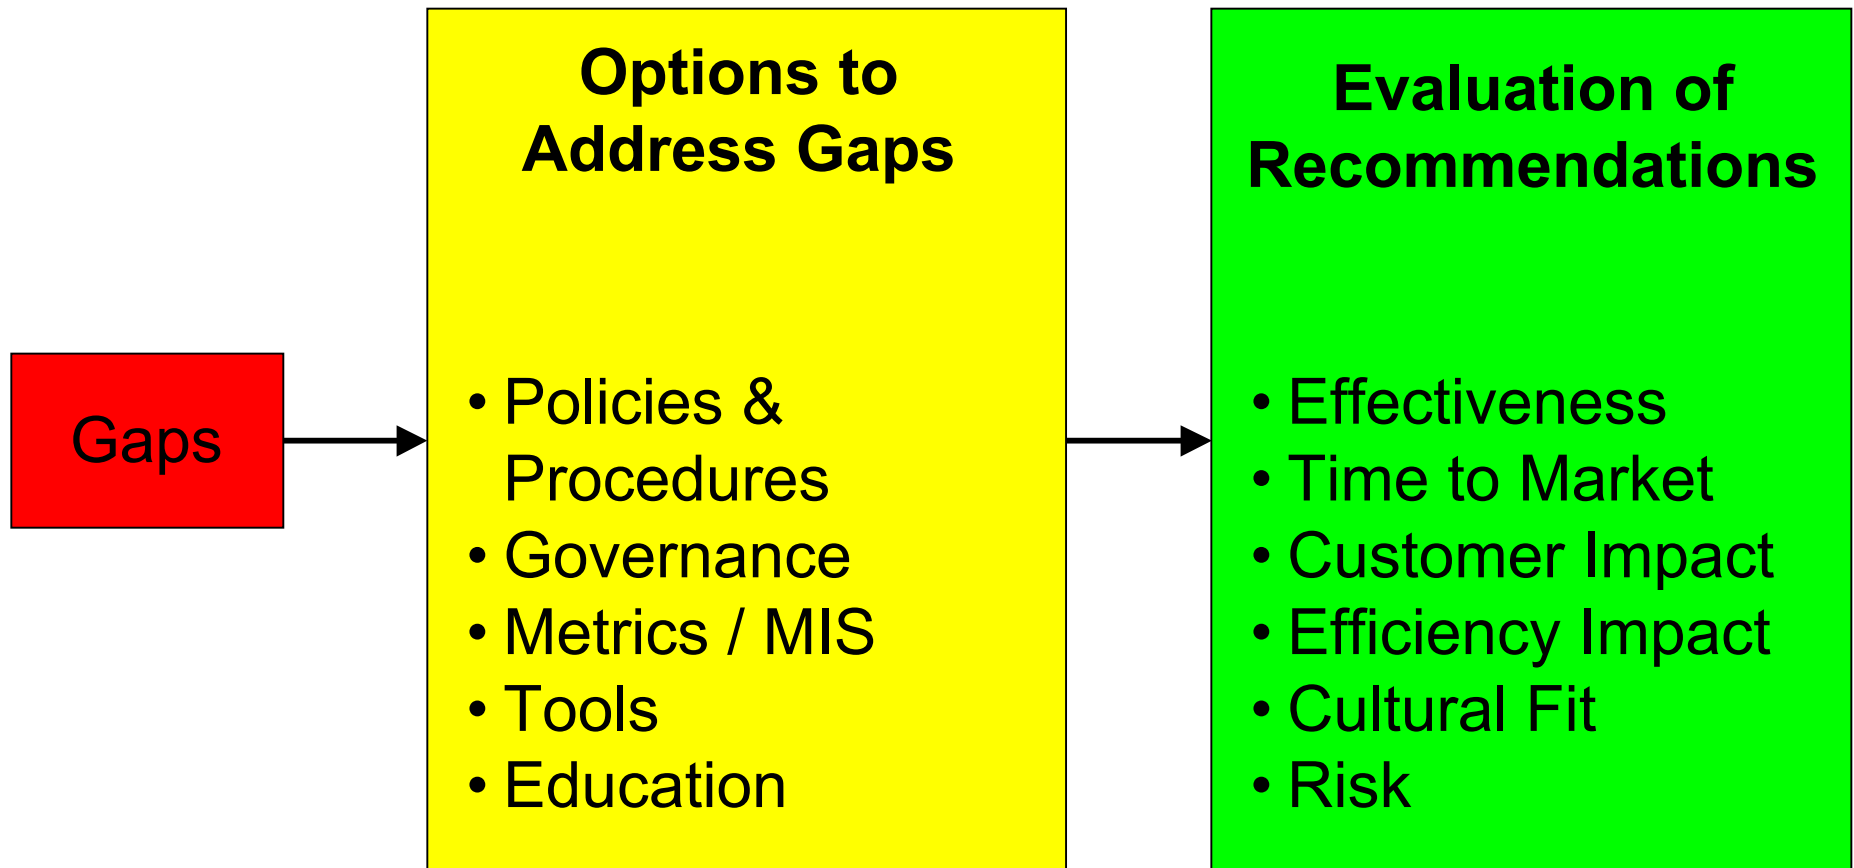 Gaps
Options to
Address Gaps
• Policies &
Procedures
• Governance
• Metrics / MIS
• Tools
• Education
Evaluation of
Recommendations
• Effectiveness
• Time to Market
• Customer Impact
• Efficiency Impact
• Cultural Fit
• Risk